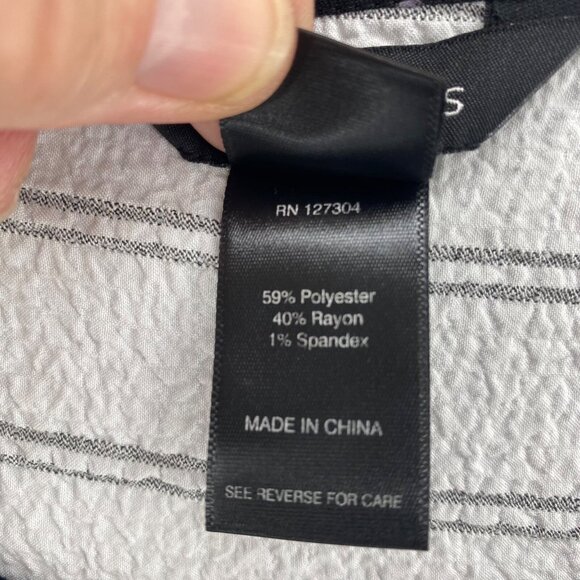 S
RN 127304
59% Polyester
40% Rayon
1% Spandex
MADE IN CHINA
SEE REVERSE FOR CARE